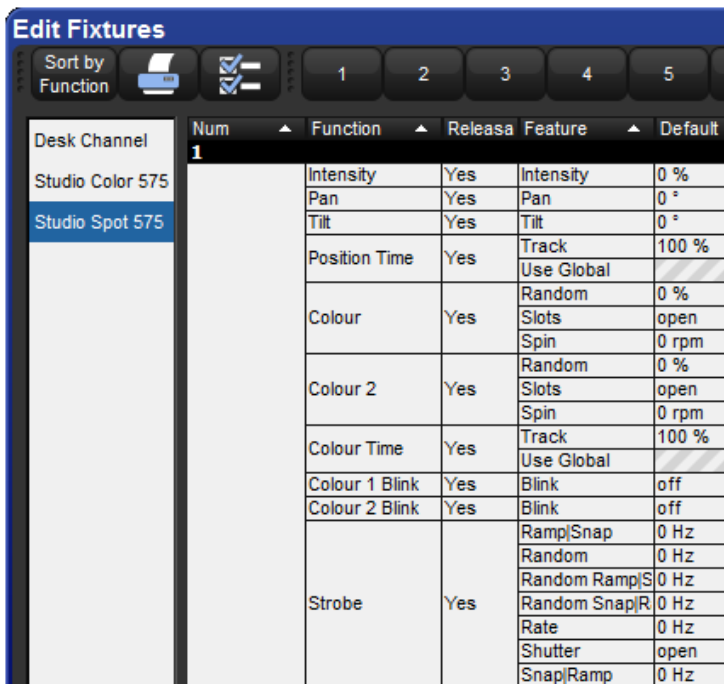 Edit Fixtures
Sort by
Function
1 2 3 4 5
Desk Channel
Studio Color 575
Studio Spot 575
Num Function Releasa Feature Default
1
Intensity Yes Intensity 0 %
Pan Yes Pan 0 °
Tilt Yes Tilt 0 °
Position Time Yes Track 100 %
Use Global
Colour Yes Random 0 %
Slots open
Spin 0 rpm
Colour 2 Yes Random 0 %
Slots open
Spin 0 rpm
Colour Time Yes Track 100 %
Use Global
Colour 1 Blink Yes Blink off
Colour 2 Blink Yes Blink off
Strobe Yes Ramp|Snap 0 Hz
Random 0 Hz
Random Ramp|S 0 Hz
Random Snap|R 0 Hz
Rate 0 Hz
Shutter open
Snap|Ramp 0 Hz